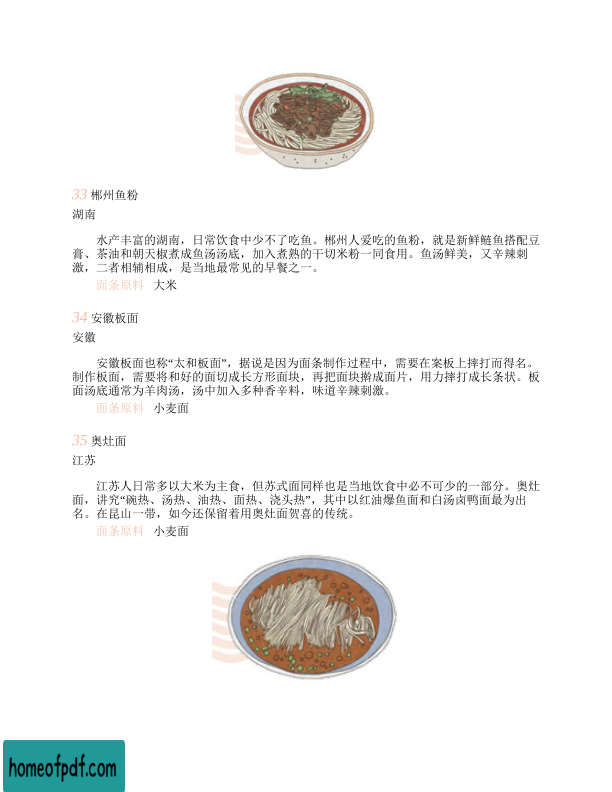 33 郴州鱼粉
湖南
水产丰富的湖南，日常饮食中少不了吃鱼。郴州人爱吃的鱼粉，就是新鲜鲢鱼搭配豆
膏、茶油和朝天椒煮成鱼汤汤底，加入煮熟的干切米粉一同食用。鱼汤鲜美，又辛辣刺
激，二者相辅相成，是当地最常见的早餐之一。
面条原料 大米
34 安徽板面
安徽
安徽板面也称“太和板面”，据说是因为面条制作过程中，需要在案板上摔打而得名。
制作板面，需要将和好的面切成长方形面块，再把面块擀成面片，用力摔打成长条状。板
面汤底通常为羊肉汤，汤中加入多种香辛料，味道辛辣刺激。
面条原料 小麦面
35 奥灶面
江苏
江苏人日常多以大米为主食，但苏式面同样也是当地饮食中必不可少的一部分。奥灶
面，讲究“碗热、汤热、油热、面热、浇头热”，其中以红油爆鱼面和白汤卤鸭面最为出
名。在昆山一带，如今还保留着用奥灶面贺喜的传统。
面条原料 小麦面
homeofpdf.com